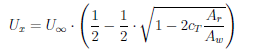 U_x = U_∞ · ( 1/2 − 1/2 · √(1 − 2c_T A_r/A_w) )